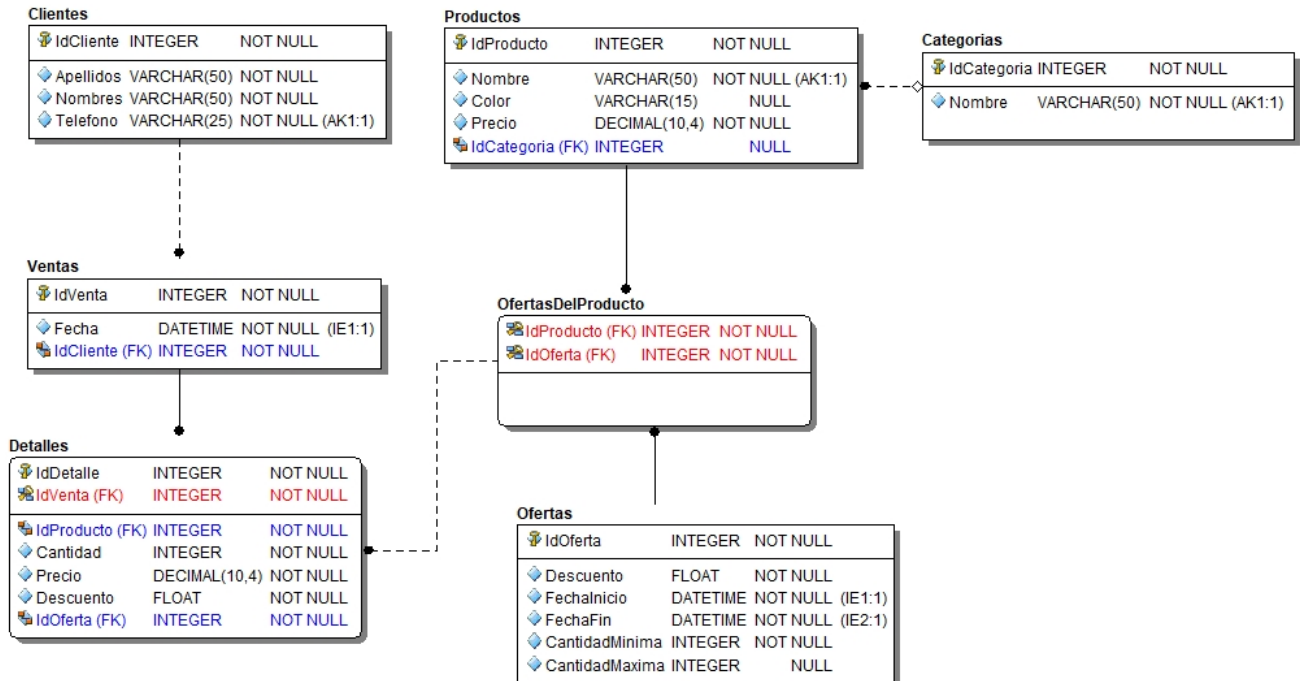 Clientes
IdCliente INTEGER NOT NULL
Apellidos VARCHAR(50) NOT NULL
Nombres VARCHAR(50) NOT NULL
Telefono VARCHAR(25) NOT NULL (AK1:1)
Productos
IdProducto INTEGER NOT NULL
Nombre VARCHAR(50) NOT NULL (AK1:1)
Color VARCHAR(15) NULL
Precio DECIMAL(10,4) NOT NULL
IdCategoria (FK) INTEGER NULL
Categorias
IdCategoria INTEGER NOT NULL
Nombre VARCHAR(50) NOT NULL (AK1:1)
Ventas
IdVenta INTEGER NOT NULL
Fecha DATETIME NOT NULL (IE1:1)
IdCliente (FK) INTEGER NOT NULL
OfertasDelProducto
IdProducto (FK) INTEGER NOT NULL
IdOferta (FK) INTEGER NOT NULL
Detalles
IdDetalle INTEGER NOT NULL
IdVenta (FK) INTEGER NOT NULL
IdProducto (FK) INTEGER NOT NULL
Cantidad INTEGER NOT NULL
Precio DECIMAL(10,4) NOT NULL
Descuento FLOAT NOT NULL
IdOferta (FK) INTEGER NOT NULL
Ofertas
IdOferta INTEGER NOT NULL
Descuento FLOAT NOT NULL
FechaInicio DATETIME NOT NULL (IE1:1)
FechaFin DATETIME NOT NULL (IE2:1)
CantidadMinima INTEGER NOT NULL
CantidadMaxima INTEGER NULL